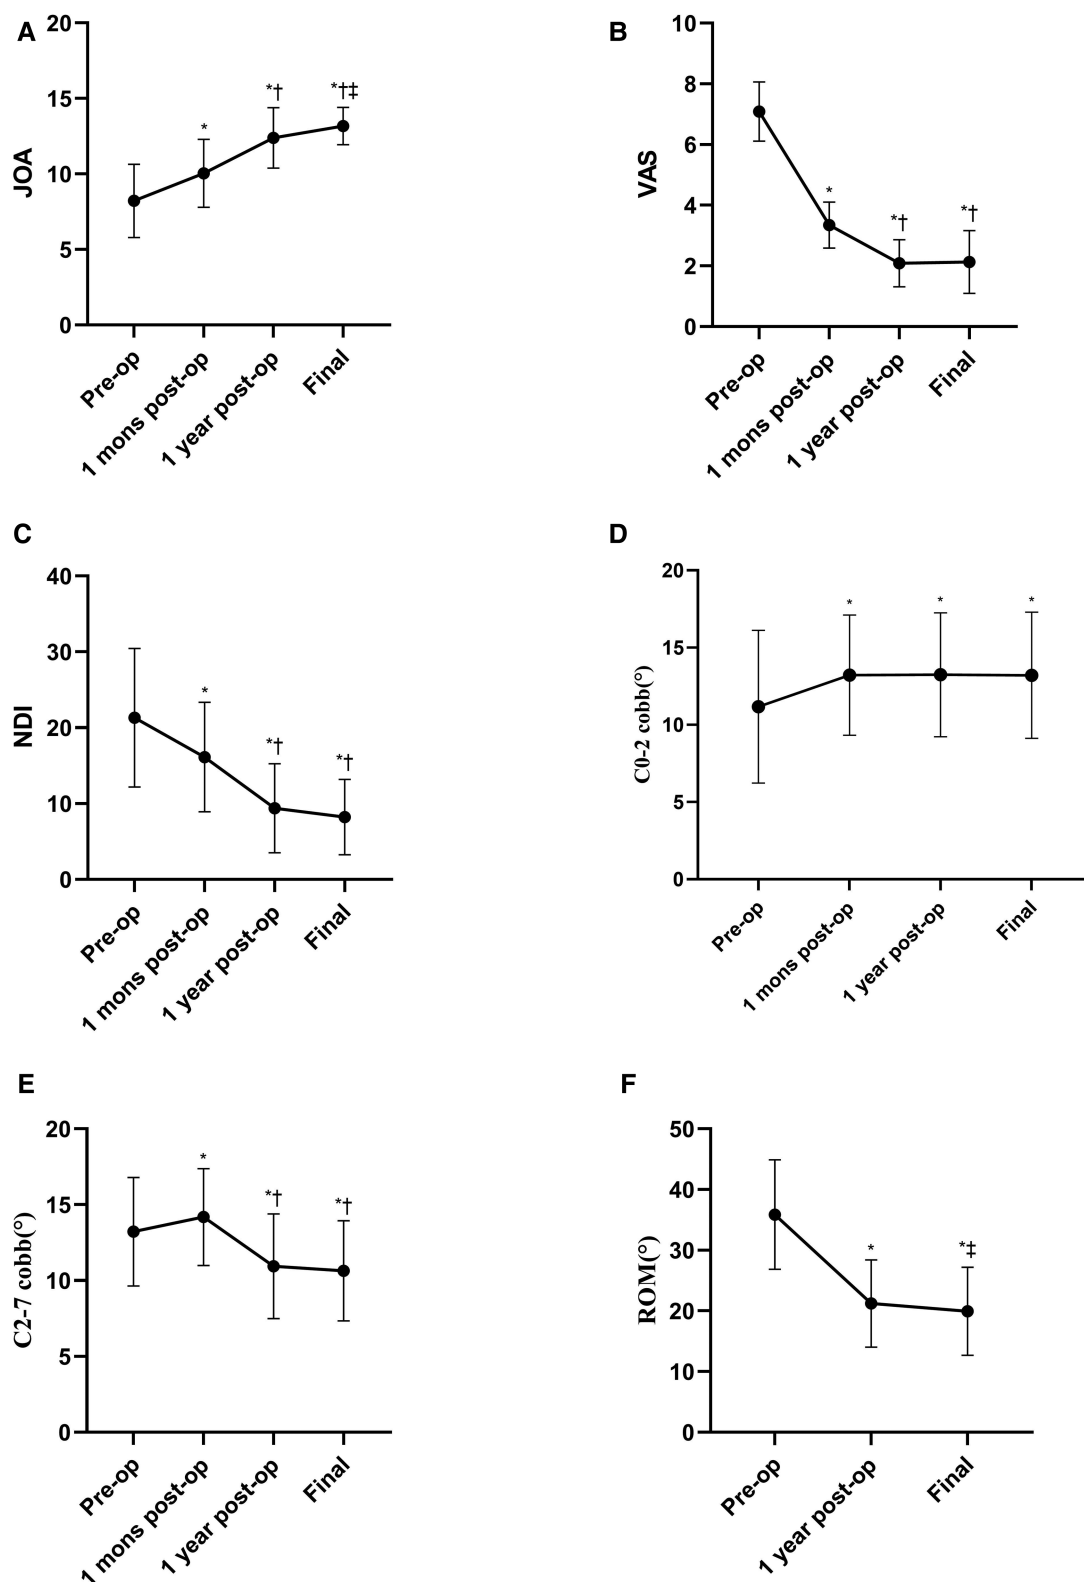 A
JOA
20
15
10
5
0
*
*†
*†‡
Pre-op
1 mons post-op
1 year post-op
Final
B
VAS
10
8
6
4
2
0
*
*†
*†
Pre-op
1 mons post-op
1 year post-op
Final
C
NDI
40
30
20
10
0
*
*†
*†
Pre-op
1 mons post-op
1 year post-op
Final
D
C0-2 cobb(°)
20
15
10
5
0
*
*
*
Pre-op
1 mons post-op
1 year post-op
Final
E
C2-7 cobb(°)
20
15
10
5
0
*
*†
*†
Pre-op
1 mons post-op
1 year post-op
Final
F
ROM(°)
50
40
30
20
10
0
*
*‡
Pre-op
1 year post-op
Final